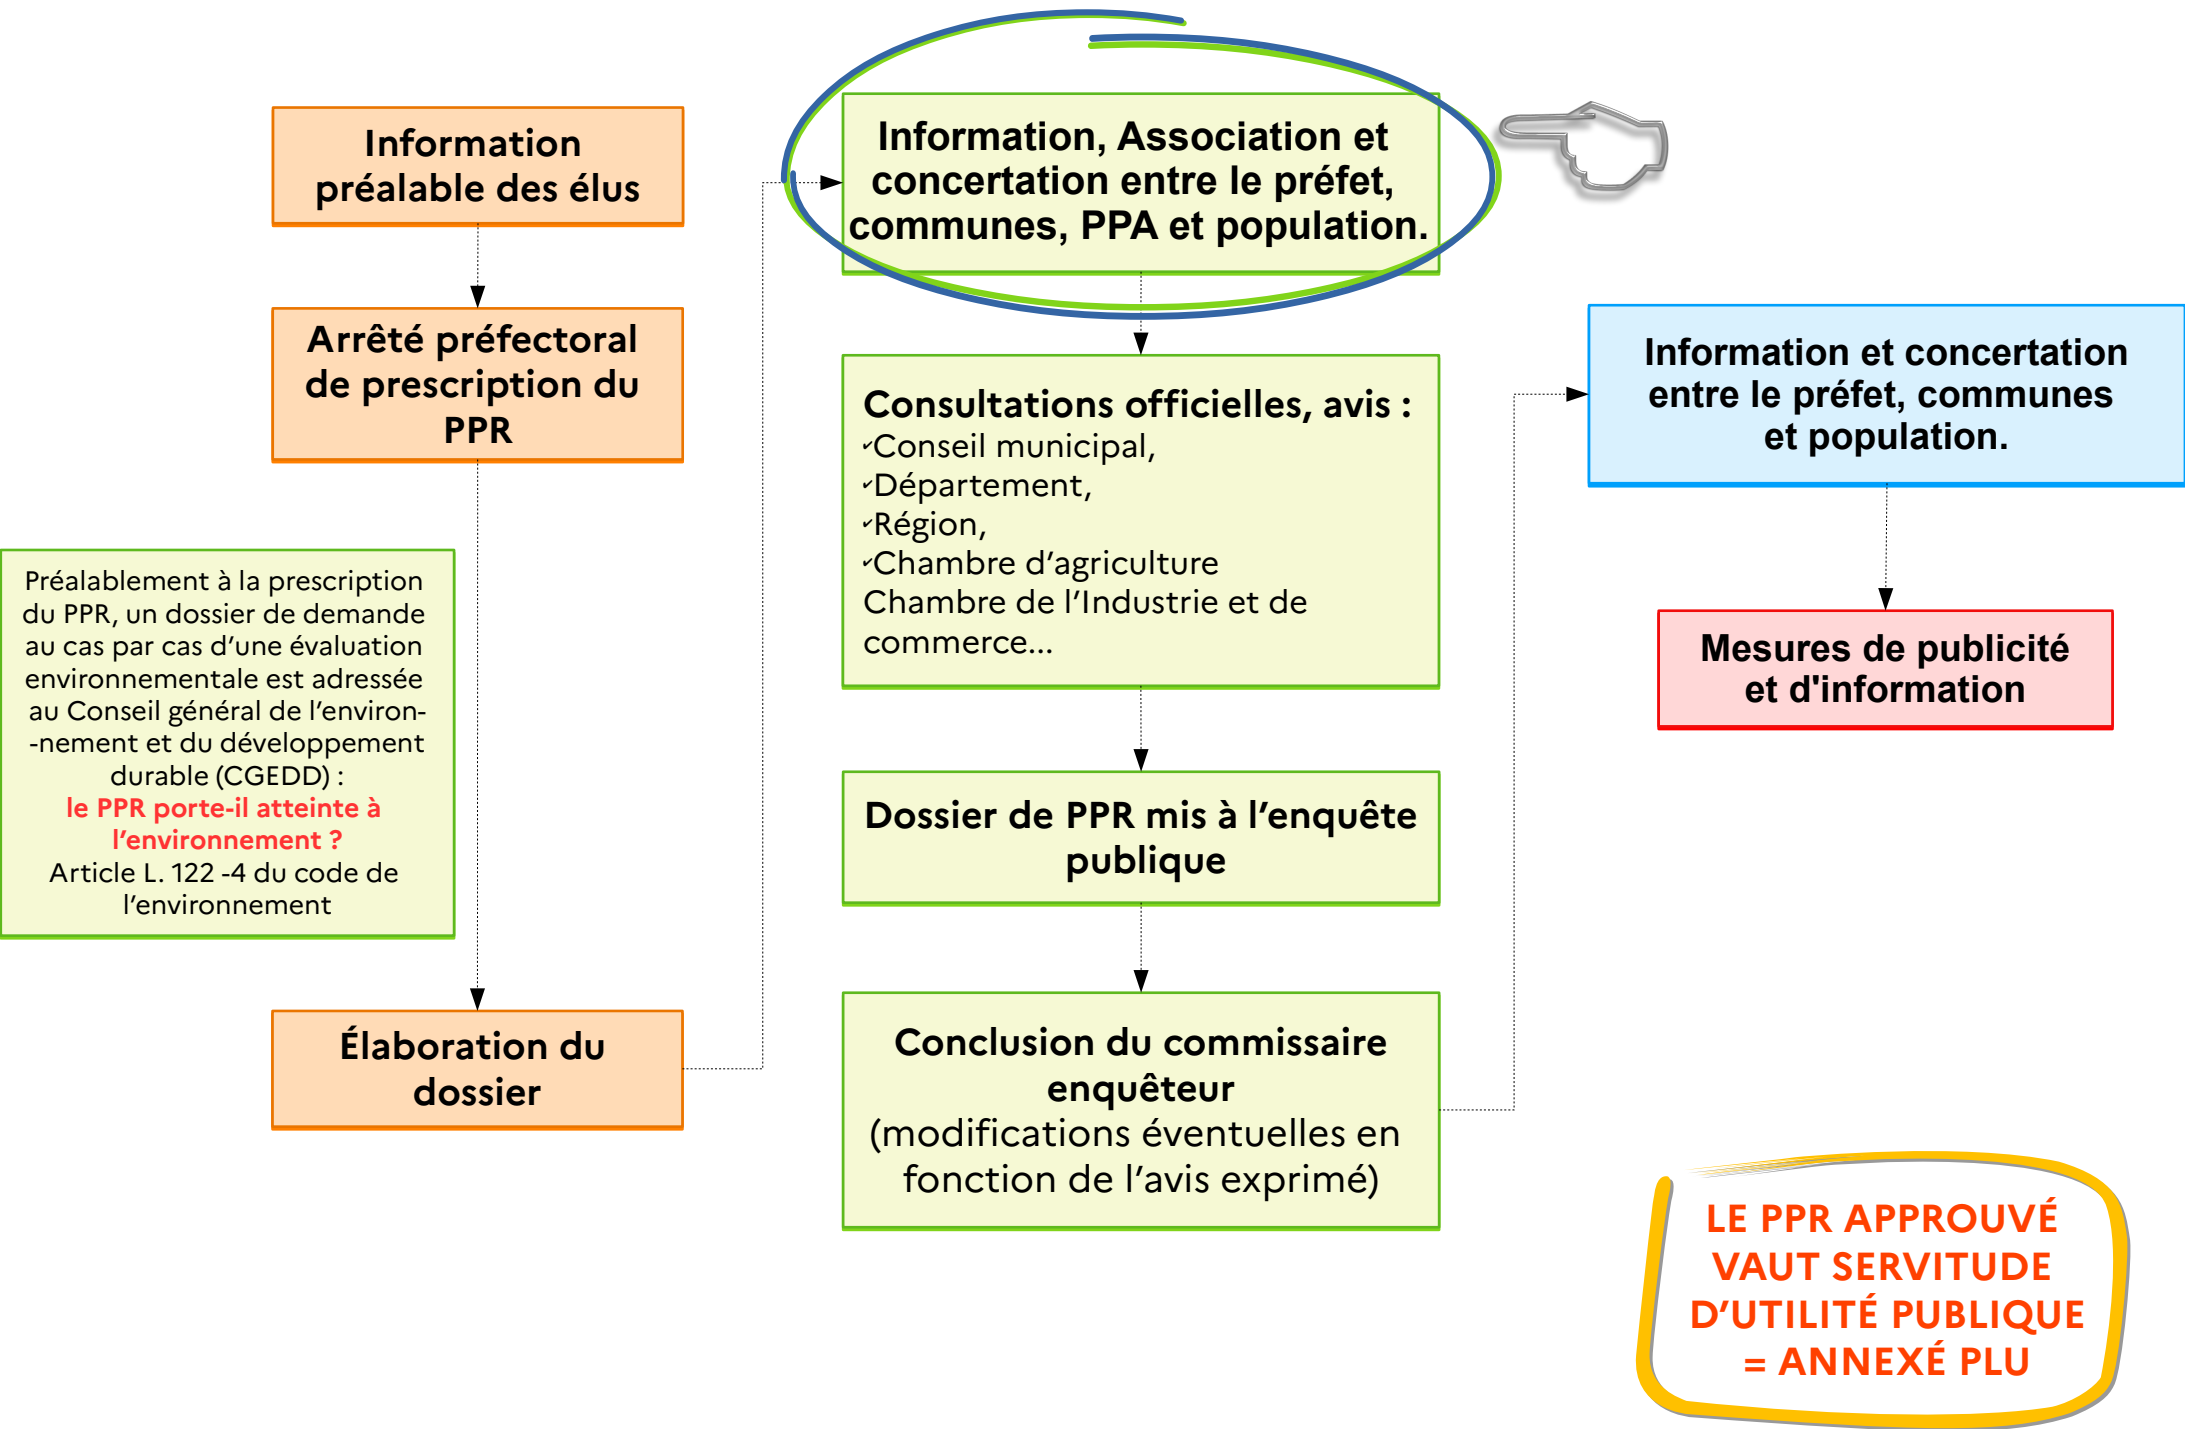 Information
préalable des élus
Arrêté préfectoral
de prescription du
PPR
Préalablement à la prescription
du PPR, un dossier de demande
au cas par cas d’une évaluation
environnementale est adressée
au Conseil général de l’environ-
-nement et du développement
durable (CGEDD) :
le PPR porte-il atteinte à
l’environnement ?
Article L. 122 -4 du code de
l’environnement
Élaboration du
dossier
Information, Association et
concertation entre le préfet,
communes, PPA et population.
Consultations officielles, avis :
✓Conseil municipal,
✓Département,
✓Région,
✓Chambre d’agriculture
Chambre de l’Industrie et de
commerce...
Dossier de PPR mis à l’enquête
publique
Conclusion du commissaire
enquêteur
(modifications éventuelles en
fonction de l’avis exprimé)
Information et concertation
entre le préfet, communes
et population.
Mesures de publicité
et d'information
LE PPR APPROUVÉ
VAUT SERVITUDE
D’UTILITÉ PUBLIQUE
= ANNEXÉ PLU